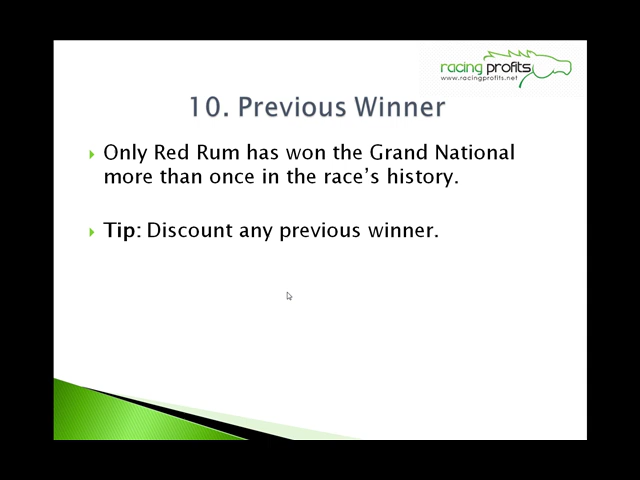 racing profits
www.racingprofits.net
10. Previous Winner
Only Red Rum has won the Grand National
more than once in the race's history.
Tip: Discount any previous winner.